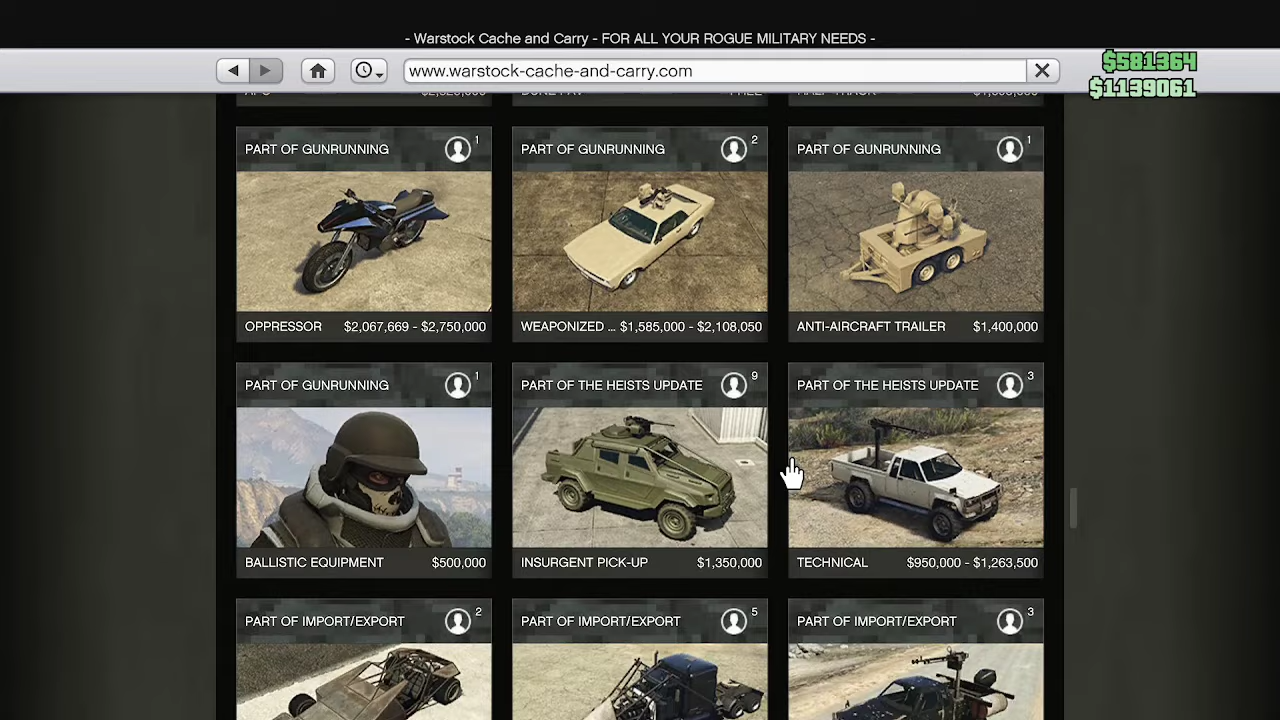 - Warstock Cache and Carry - FOR ALL YOUR ROGUE MILITARY NEEDS -
www.warstock-cache-and-carry.com
$581364
$1139061
PART OF GUNRUNNING 1
PART OF GUNRUNNING 2
PART OF GUNRUNNING 1
OPPRESSOR $2,067,669 - $2,750,000
WEAPONIZED ... $1,585,000 - $2,108,050
ANTI-AIRCRAFT TRAILER $1,400,000
PART OF GUNRUNNING 1
PART OF THE HEISTS UPDATE 9
PART OF THE HEISTS UPDATE 3
BALLISTIC EQUIPMENT $500,000
INSURGENT PICK-UP $1,350,000
TECHNICAL $950,000 - $1,263,500
PART OF IMPORT/EXPORT 2
PART OF IMPORT/EXPORT 5
PART OF IMPORT/EXPORT 3